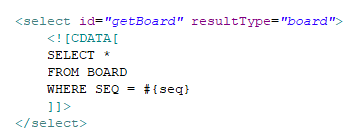 <select id="getBoard" resultType="board">
<![CDATA[
SELECT *
FROM BOARD
WHERE SEQ = #{seq}
]]>
</select>